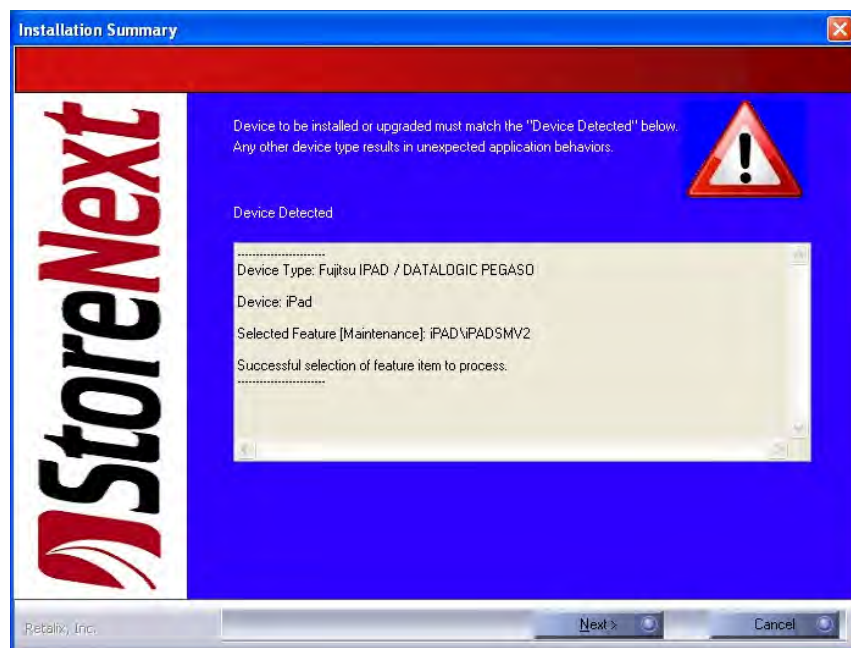 Installation Summary
StoreNext
Device to be installed or upgraded must match the "Device Detected" below.
Any other device type results in unexpected application behaviors.
Device Detected
------------------------
Device Type: Fujitsu IPAD / DATALOGIC PEGASO
Device: iPad
Selected Feature [Maintenance]: iPAD\iPADSMV2
Successful selection of feature item to process.
------------------------
Retalix, Inc.
Next >
Cancel